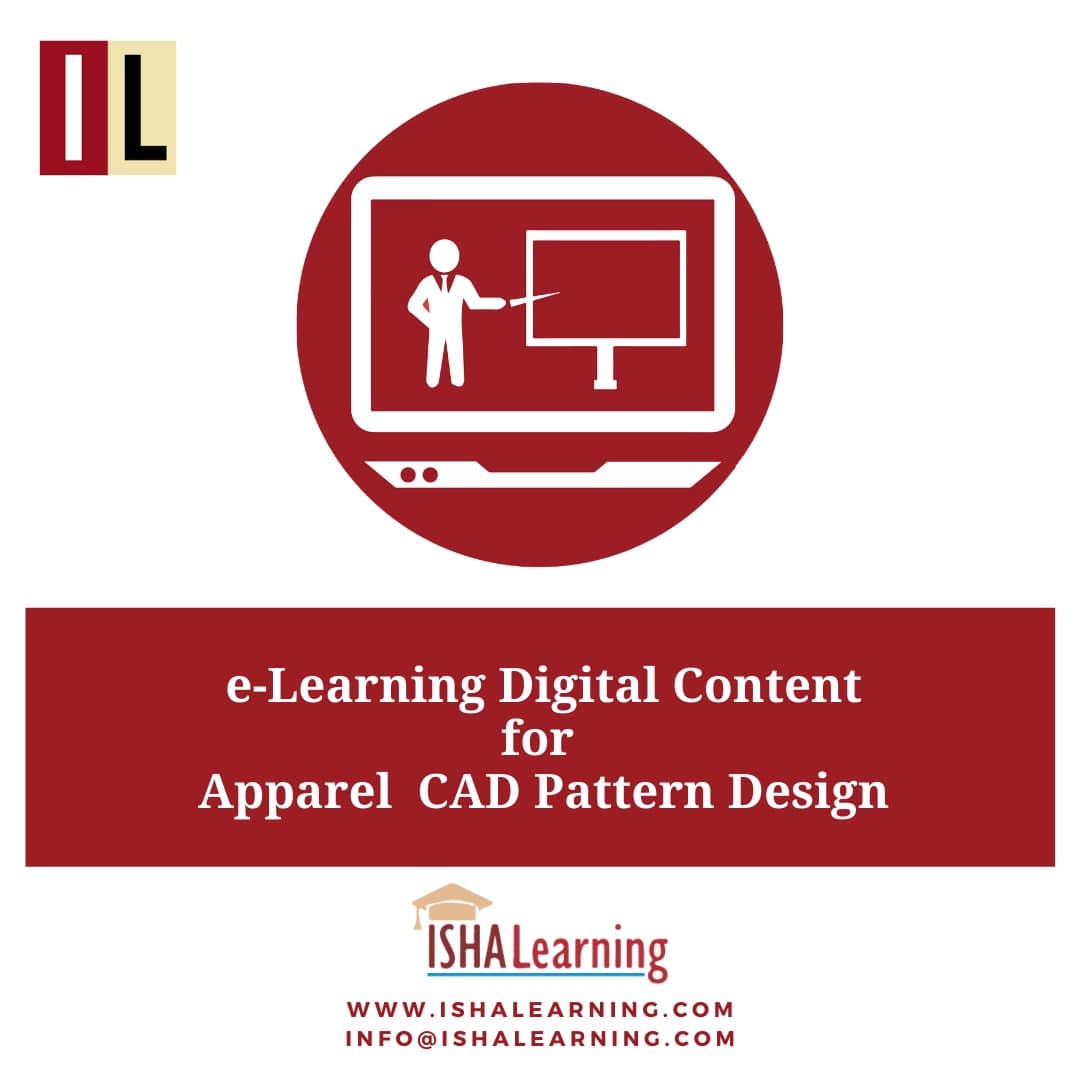 IL
e-Learning Digital Content
for
Apparel  CAD Pattern Design
ISHALearning
WWW.ISHALEARNING.COM
INFO@ISHALEARNING.COM